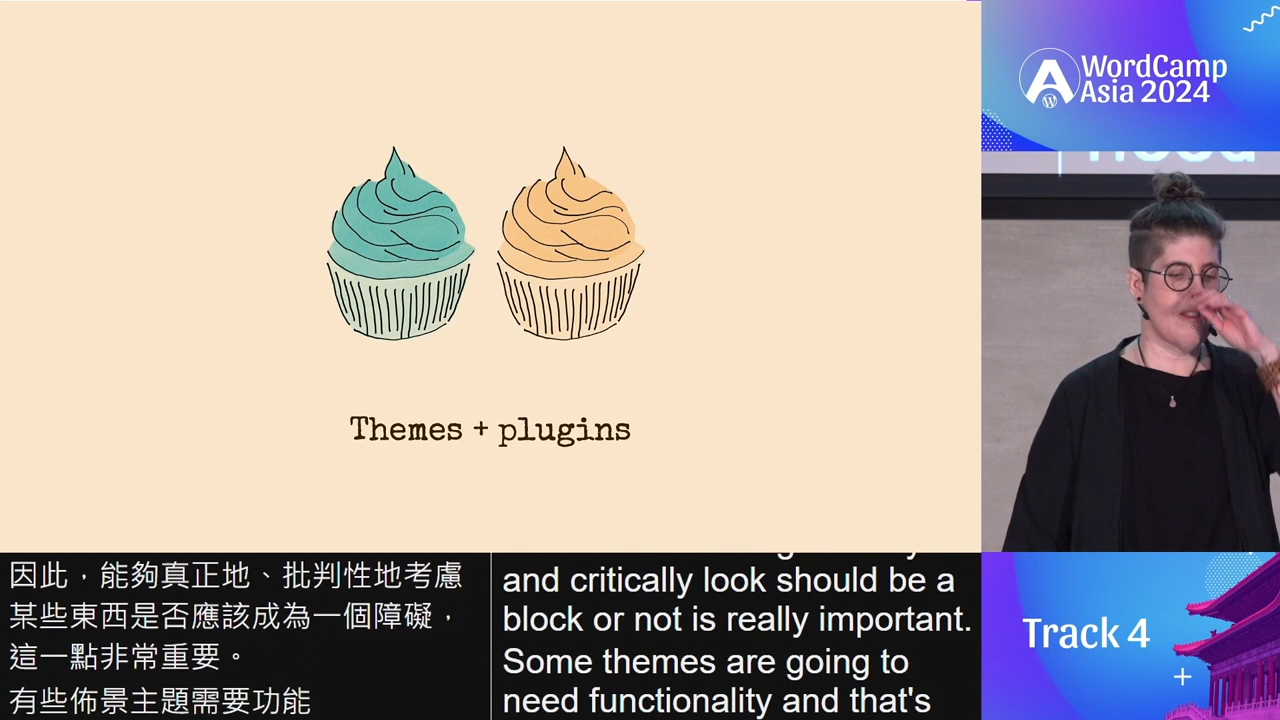 Themes + plugins
WordCamp
Asia 2024
因此，能夠真正地、批判性地考慮
某些東西是否應該成為一個障礙，
這一點非常重要。
有些佈景主題需要功能
and critically look should be a
block or not is really important.
Some themes are going to
need functionality and that's
Track 4